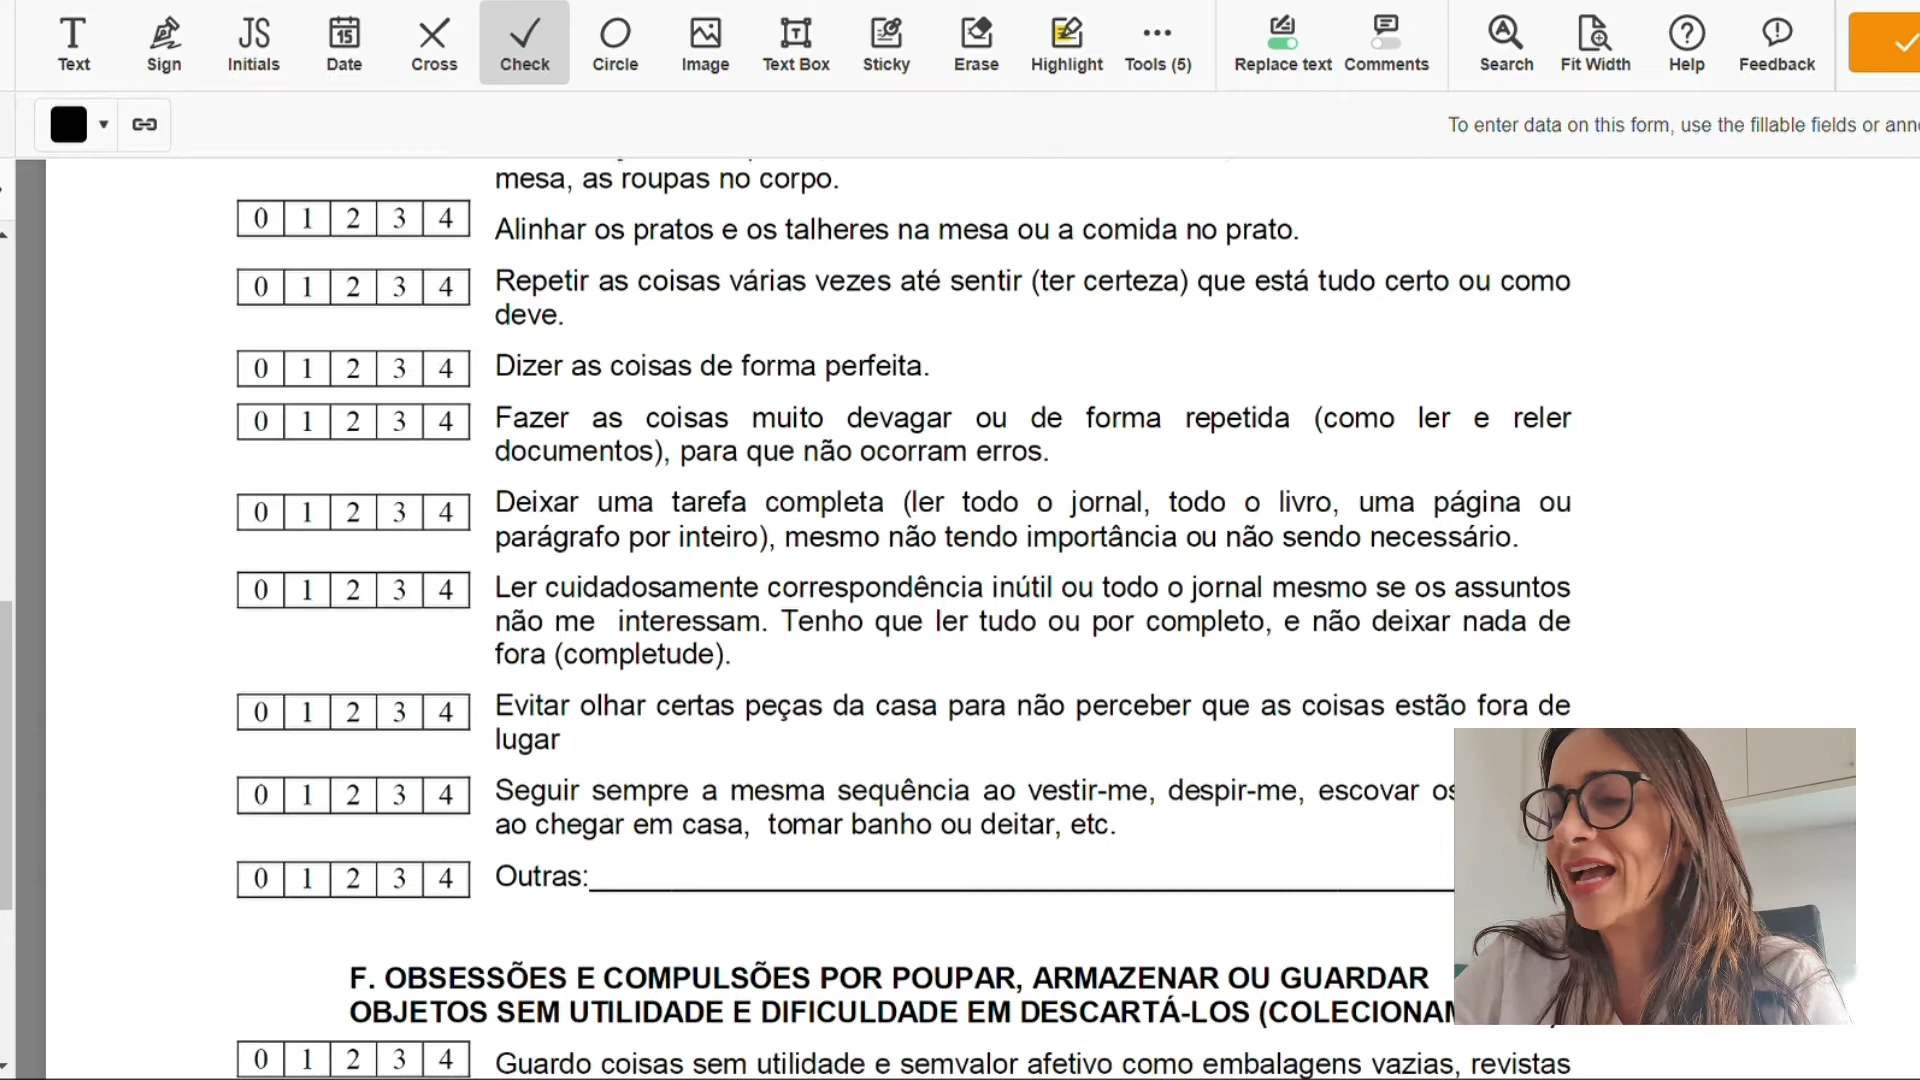 Text Sign Initials Date Cross Check Circle Image Text Box Sticky Erase Highlight Tools (5) Replace text Comments Search Fit Width Help Feedback
To enter data on this form, use the fillable fields or
mesa, as roupas no corpo.
0 1 2 3 4 Alinhar os pratos e os talheres na mesa ou a comida no prato.
0 1 2 3 4 Repetir as coisas várias vezes até sentir (ter certeza) que está tudo certo ou como
deve.
0 1 2 3 4 Dizer as coisas de forma perfeita.
0 1 2 3 4 Fazer as coisas muito devagar ou de forma repetida (como ler e reler
documentos), para que não ocorram erros.
0 1 2 3 4 Deixar uma tarefa completa (ler todo o jornal, todo o livro, uma página ou
parágrafo por inteiro), mesmo não tendo importância ou não sendo necessário.
0 1 2 3 4 Ler cuidadosamente correspondência inútil ou todo o jornal mesmo se os assuntos
não me interessam. Tenho que ler tudo ou por completo, e não deixar nada de
fora (completude).
0 1 2 3 4 Evitar olhar certas peças da casa para não perceber que as coisas estão fora de
lugar
0 1 2 3 4 Seguir sempre a mesma sequência ao vestir-me, despir-me, escovar
ao chegar em casa, tomar banho ou deitar, etc.
0 1 2 3 4 Outras:
F. OBSESSÕES E COMPULSÕES POR POUPAR, ARMAZENAR OU GUARDAR
OBJETOS SEM UTILIDADE E DIFICULDADE EM DESCARTÁ-LOS
0 1 2 3 4 Guardo coisas sem utilidade e semvalor afetivo como embalagens vazias, revistas